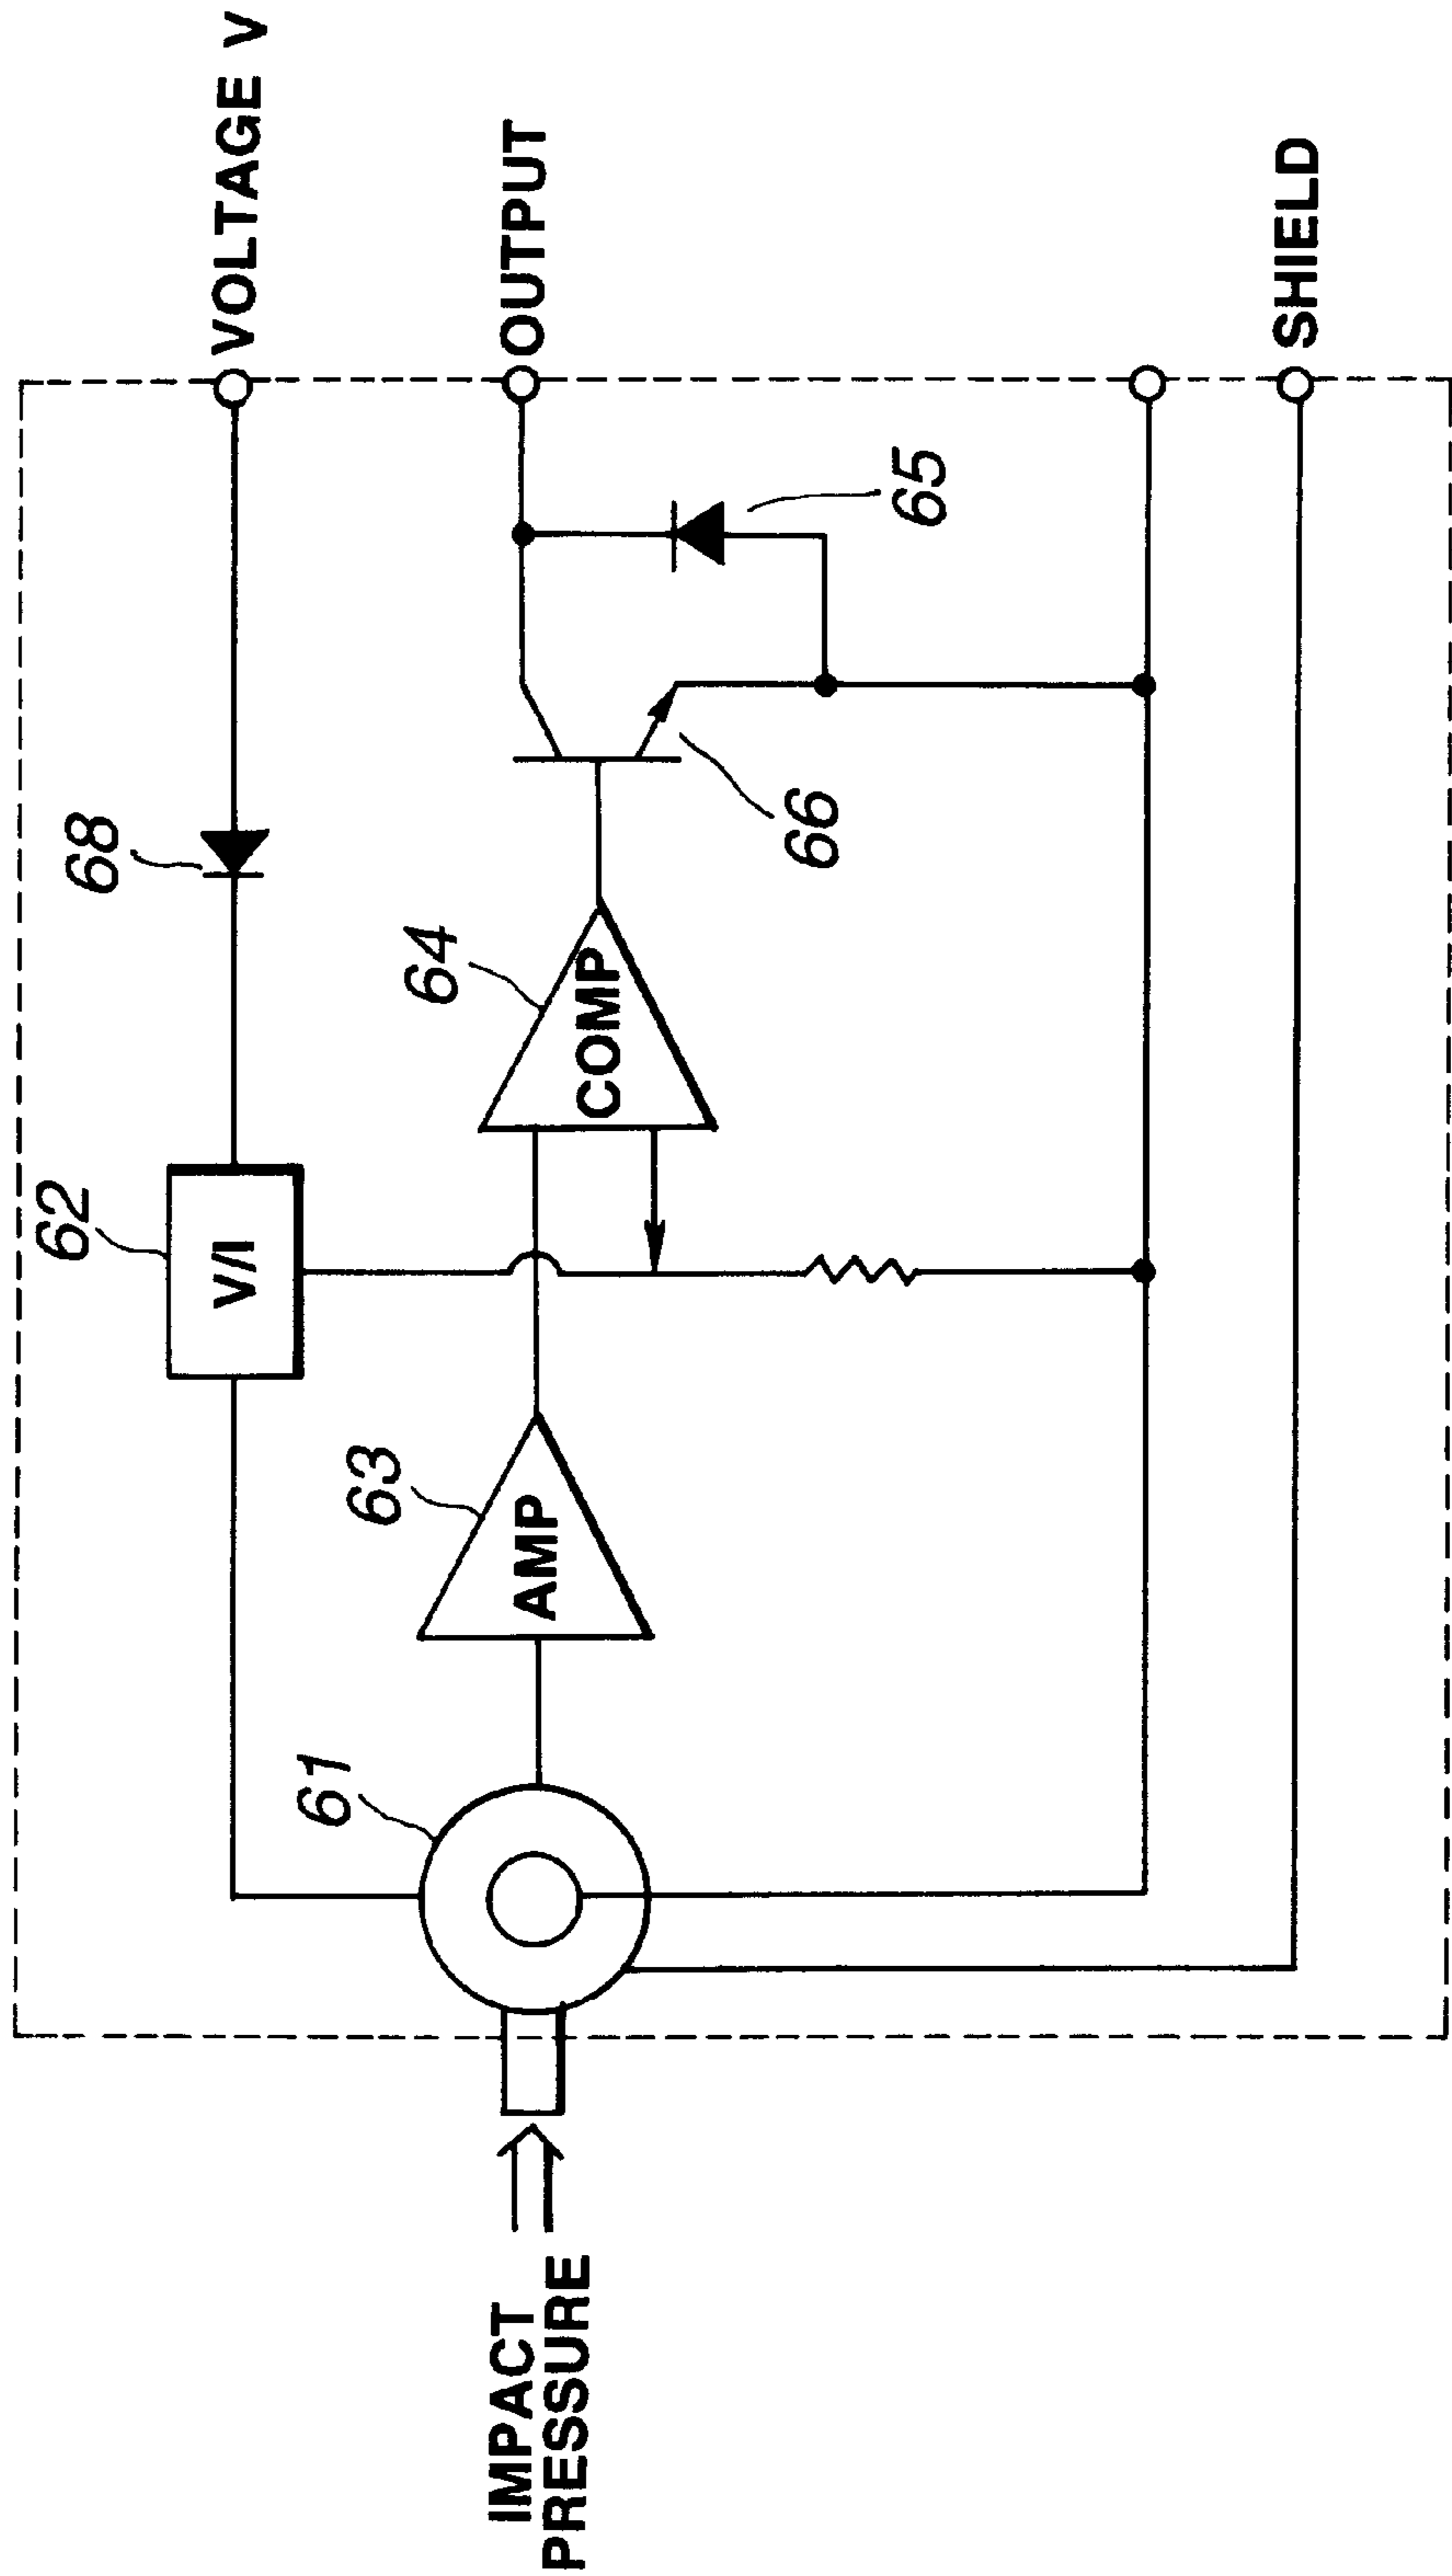 VOLTAGE V
68
62
V/I
OUTPUT
65
66
64
COMP
63
AMP
61
IMPACT
PRESSURE
SHIELD